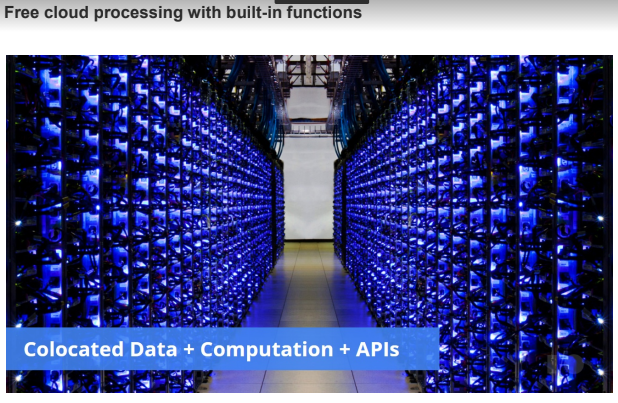 Free cloud processing with built-in functions
Colocated Data + Computation + APIs